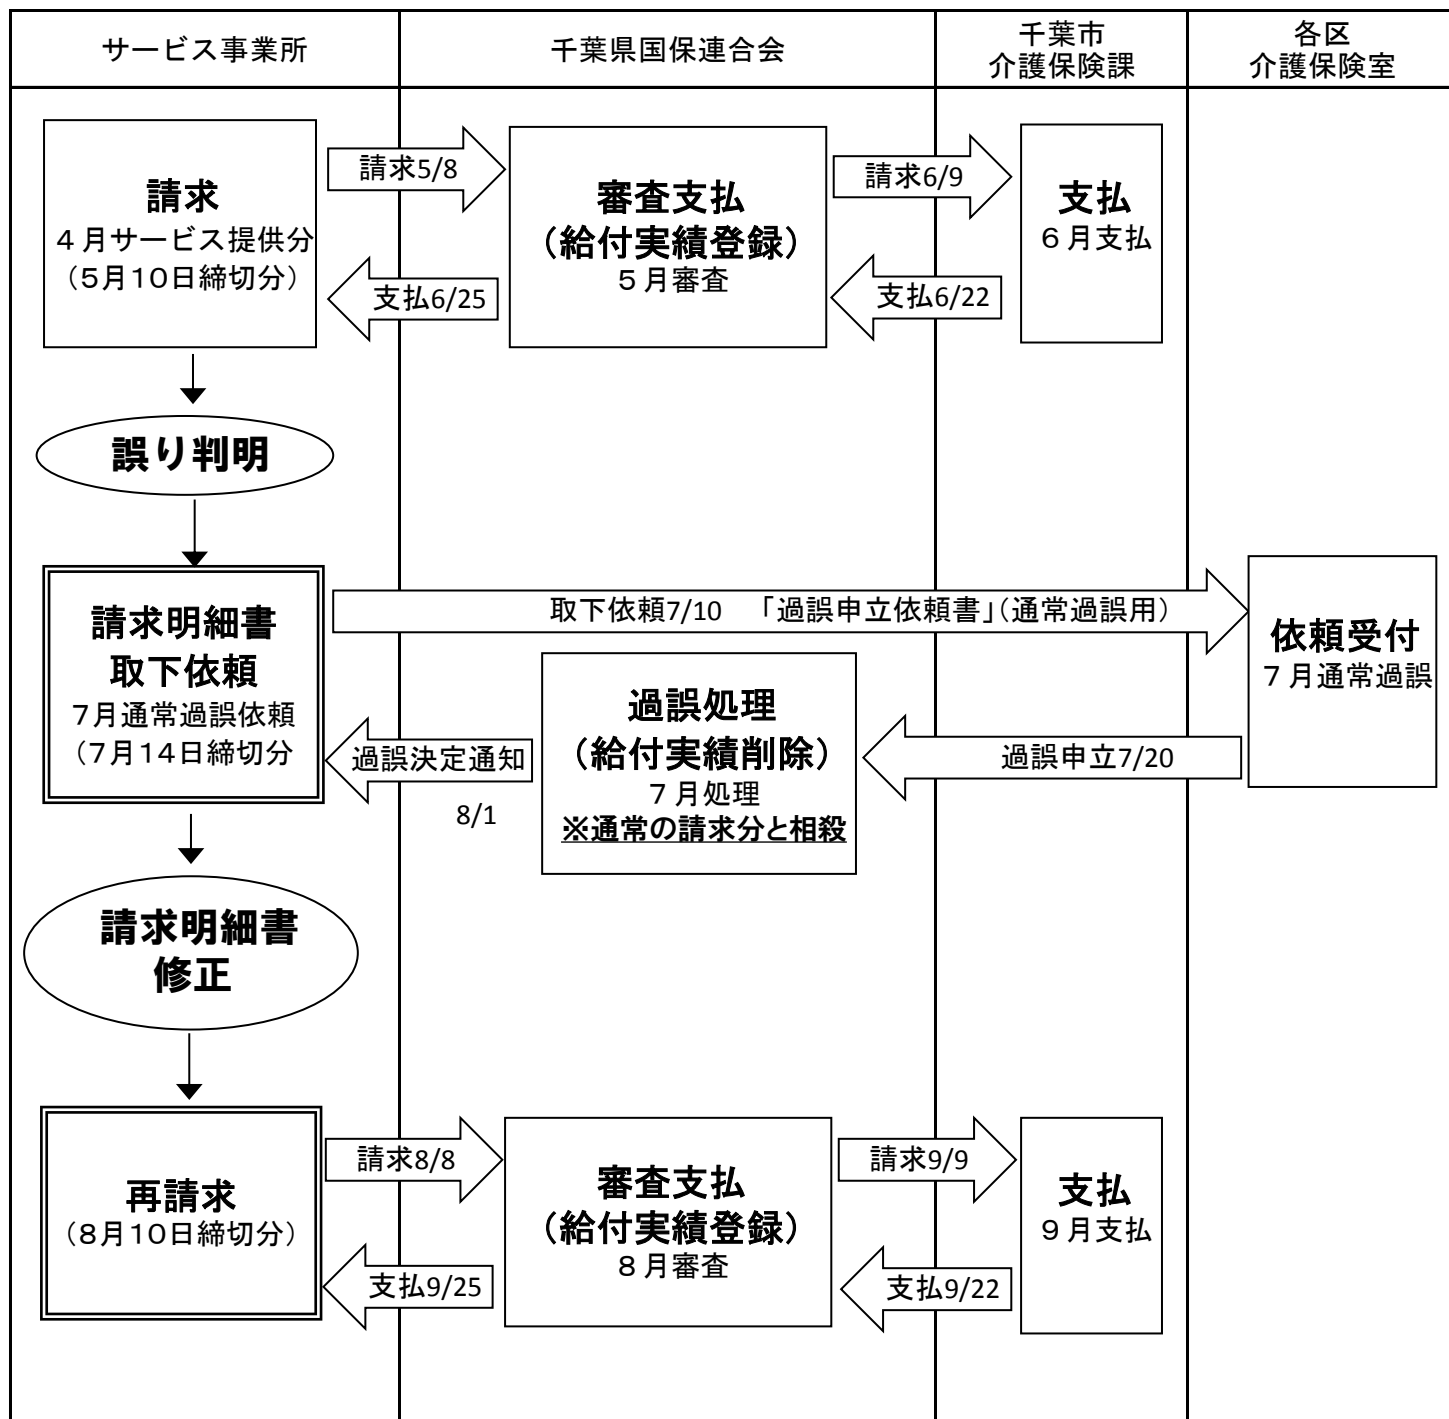 サービス事業所
千葉県国保連合会
千葉市
介護保険課
各区
介護保険室
請求
４月サービス提供分
（5月10日締切分）
請求5/8
支払6/25
審査支払
（給付実績登録）
５月審査
請求6/9
支払6/22
支払
６月支払
誤り判明
請求明細書
取下依頼
7月通常過誤依頼
（7月14日締切分
取下依頼7/10　「過誤申立依頼書」（通常過誤用）
依頼受付
７月通常過誤
過誤申立7/20
過誤処理
（給付実績削除）
７月処理
※通常の請求分と相殺
過誤決定通知
8/1
請求明細書
修正
再請求
（8月10日締切分）
請求8/8
支払9/25
審査支払
（給付実績登録）
８月審査
請求9/9
支払9/22
支払
９月支払